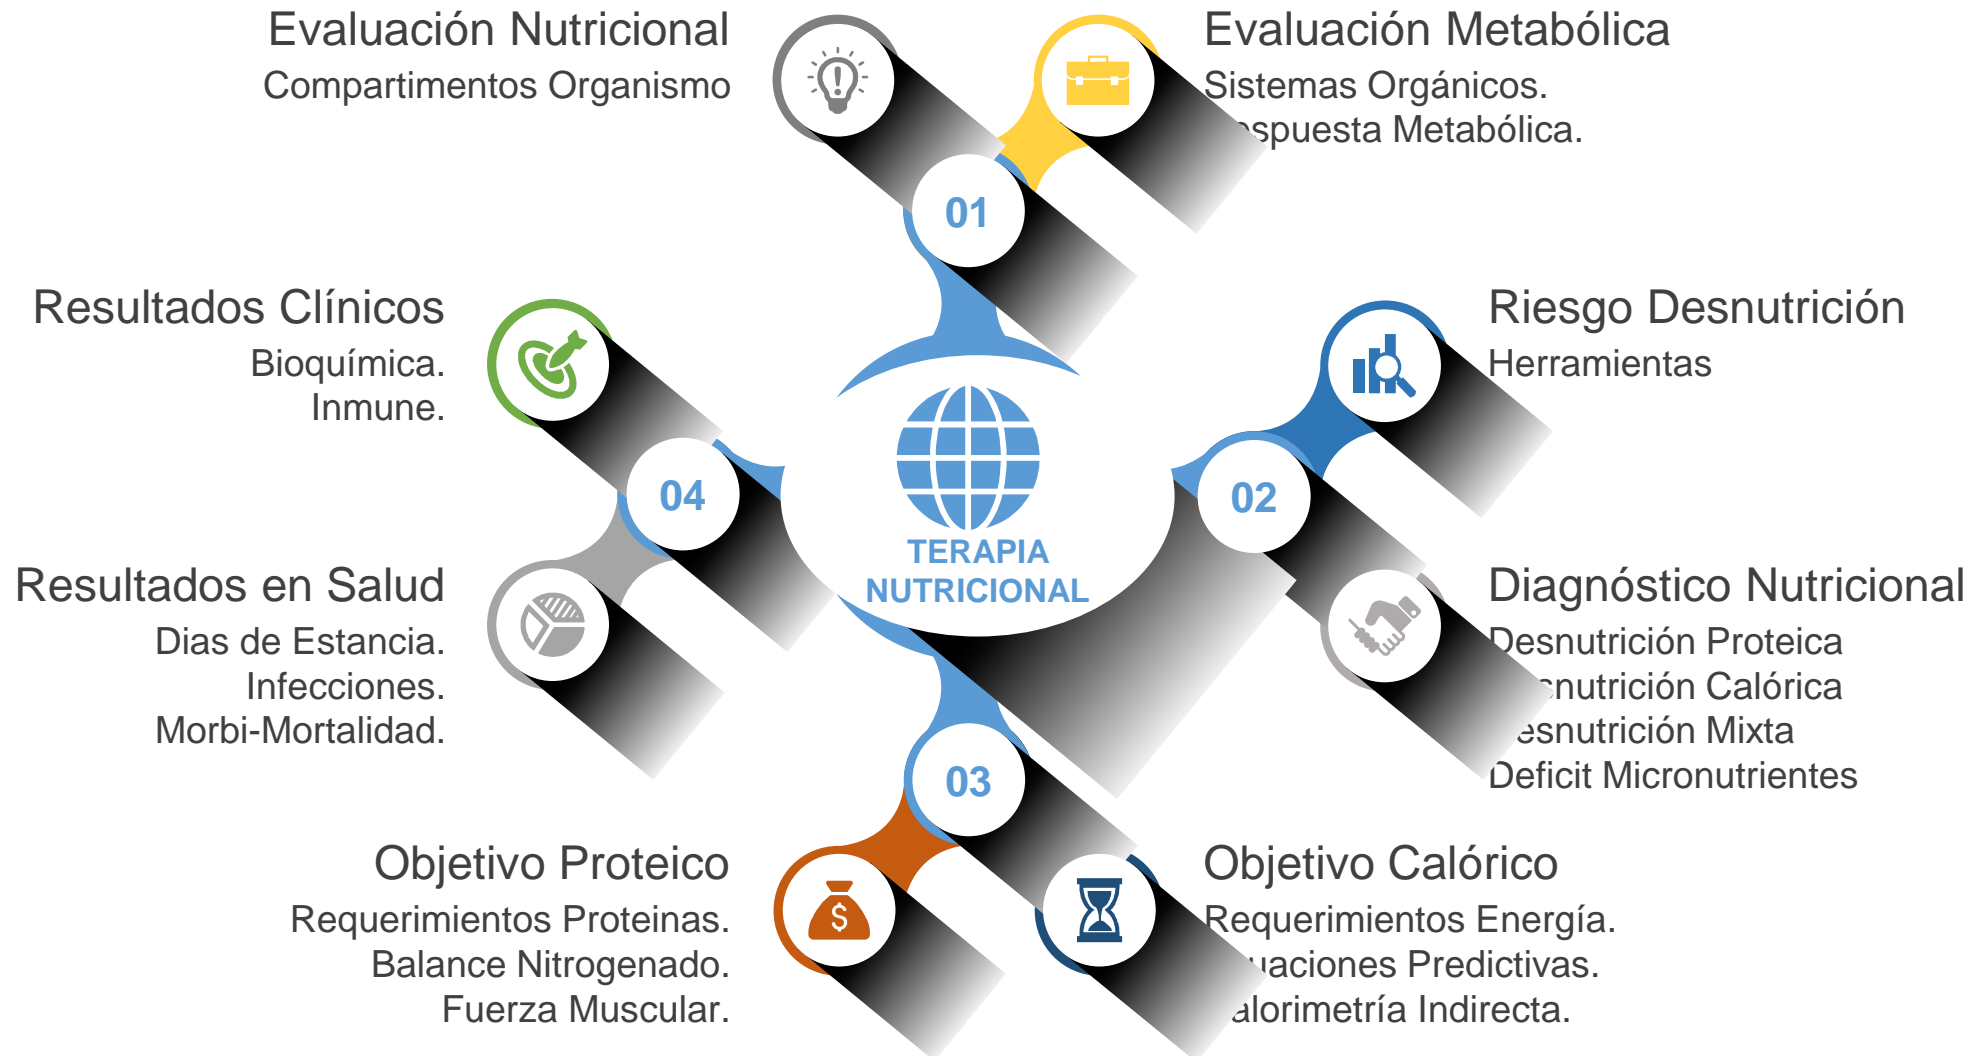 Evaluación Nutricional
Compartimentos Organismo
Evaluación Metabólica
Sistemas Orgánicos.
Respuesta Metabólica.
01
Resultados Clínicos
Bioquímica.
Inmune.
Riesgo Desnutrición
Herramientas
04
02
TERAPIA
NUTRICIONAL
Resultados en Salud
Dias de Estancia.
Infecciones.
Morbi-Mortalidad.
Diagnóstico Nutricional
Desnutrición Proteica
Desnutrición Calórica
Desnutrición Mixta
Deficit Micronutrientes
03
Objetivo Proteico
Requerimientos Proteinas.
Balance Nitrogenado.
Fuerza Muscular.
$
Objetivo Calórico
Requerimientos Energía.
Ecuaciones Predictivas.
Calorimetría Indirecta.